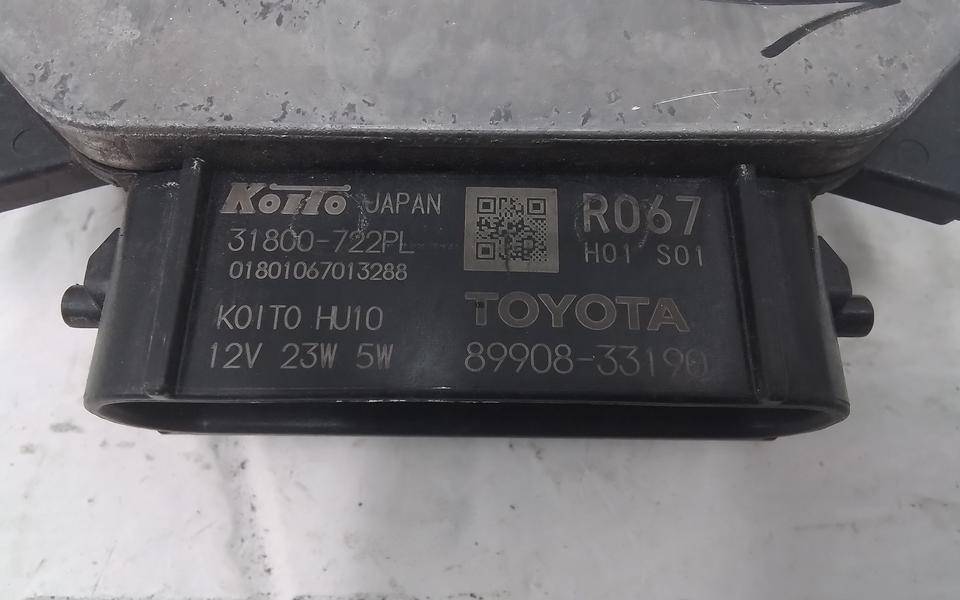 KOITO JAPAN
31800-722PL
01801067013288
KOITO HU10
12V 23W 5W
R067
H01 S01
TOYOTA
89908-33190